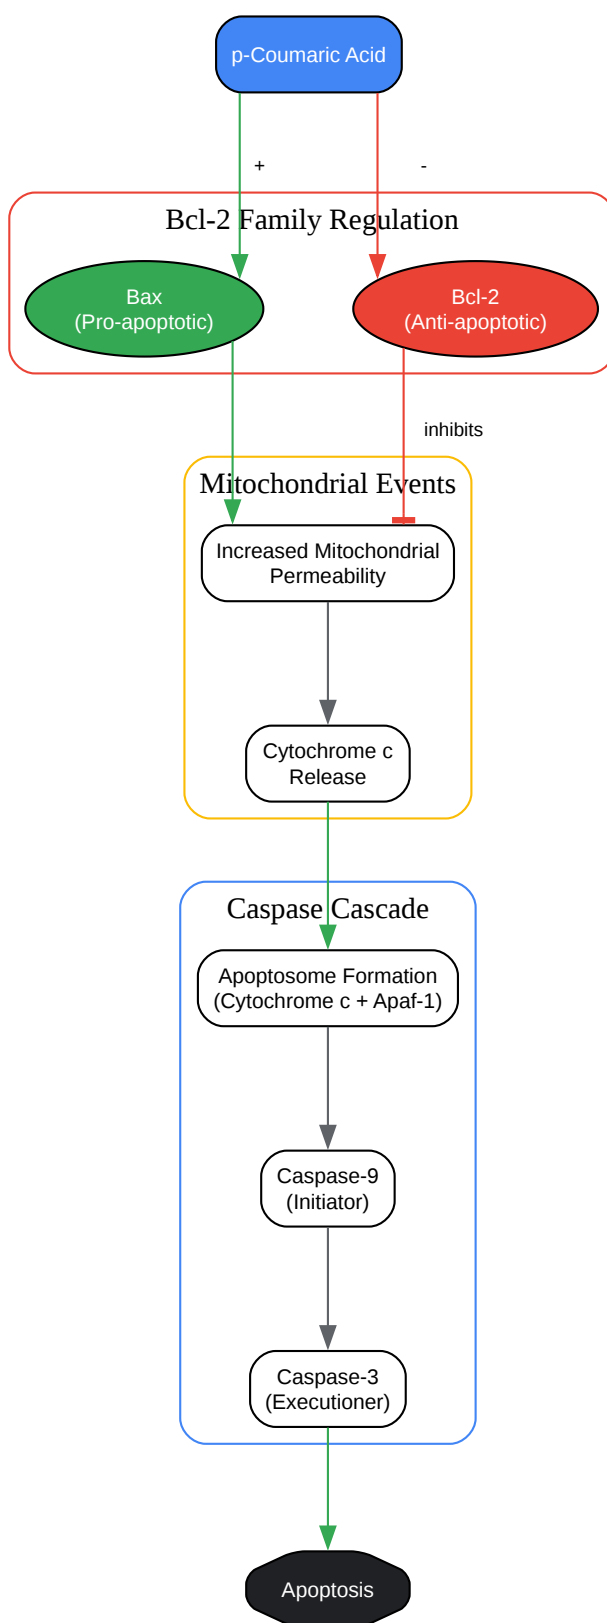 p-Coumaric Acid
+
-
Bcl-2 Family Regulation
Bax
(Pro-apoptotic)
Bcl-2
(Anti-apoptotic)
inhibits
Mitochondrial Events
Increased Mitochondrial
Permeability
Cytochrome c
Release
Caspase Cascade
Apoptosome Formation
(Cytochrome c + Apaf-1)
Caspase-9
(Initiator)
Caspase-3
(Executioner)
Apoptosis